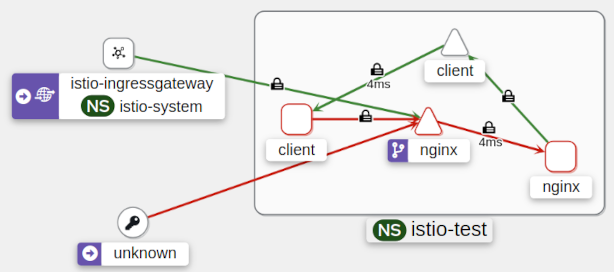 istio-ingressgateway
NS istio-system
client
4ms
client
nginx
4ms
nginx
NS istio-test
unknown